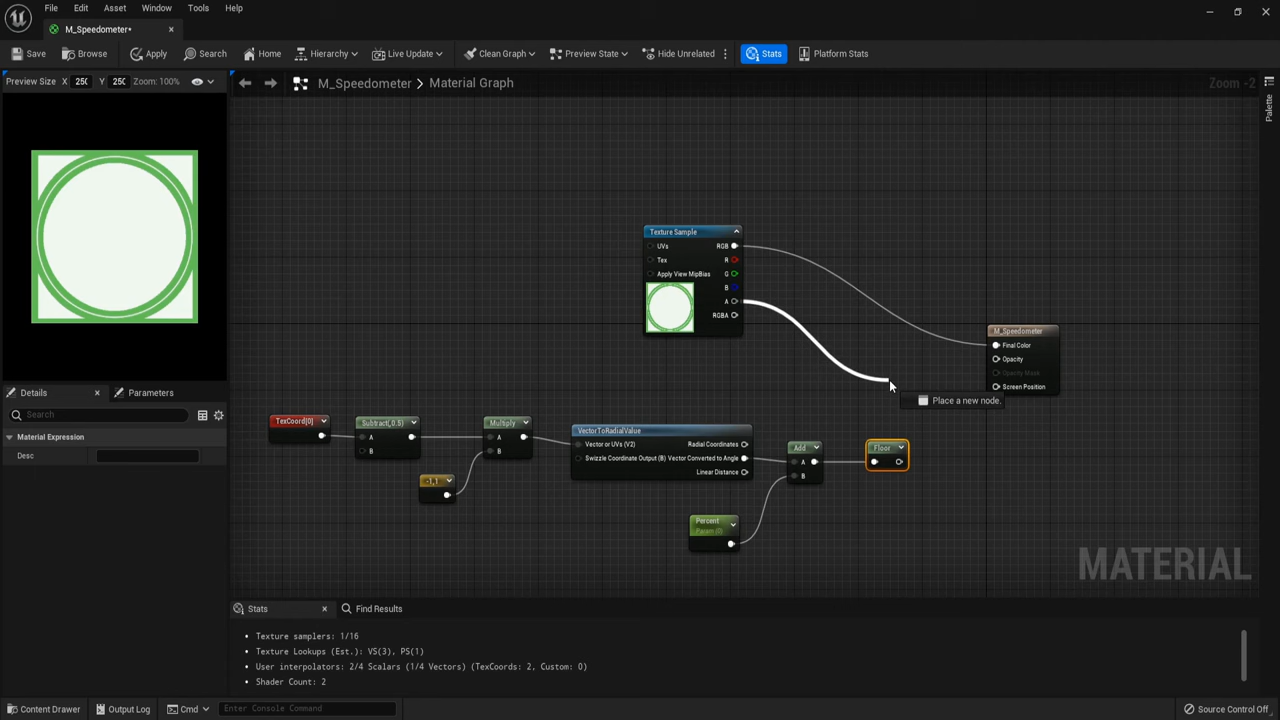 File Edit Asset Window Tools Help
M_Speedometer•
Save Browse Apply Search Home Hierarchy Live Update Clean Graph Preview State Hide Unrelated Stats Platform Stats
Preview Size X 250 Y 250 Zoom: 100%
M_Speedometer > Material Graph
Zoom -2
Palette
Texture Sample
UVs RGB
Tex R
Apply View MipBias G
B
A
RGBA
M_Speedometer
Final Color
Opacity
Opacity Mask
Screen Position
Place a new node.
Details Parameters
Search
Material Expression
Desc
TexCoord[0]
Subtract(,0.5)
A
B
Multiply
A
B
VectorToRadialValue
Vector or UVs (V2) Radial Coordinates
Swizzle Coordinate Output (B) Vector Converted to Angle
Linear Distance
Add
A
B
Floor
Percent
Param (0)
MATERIAL
Stats Find Results
• Texture samplers: 1/16
• Texture Lookups (Est.): VS(3), PS(1)
• User interpolators: 2/4 Scalars (1/4 Vectors) (TexCoords: 2, Custom: 0)
• Shader Count: 2
Content Drawer Output Log Cmd Enter Console Command Source Control Off